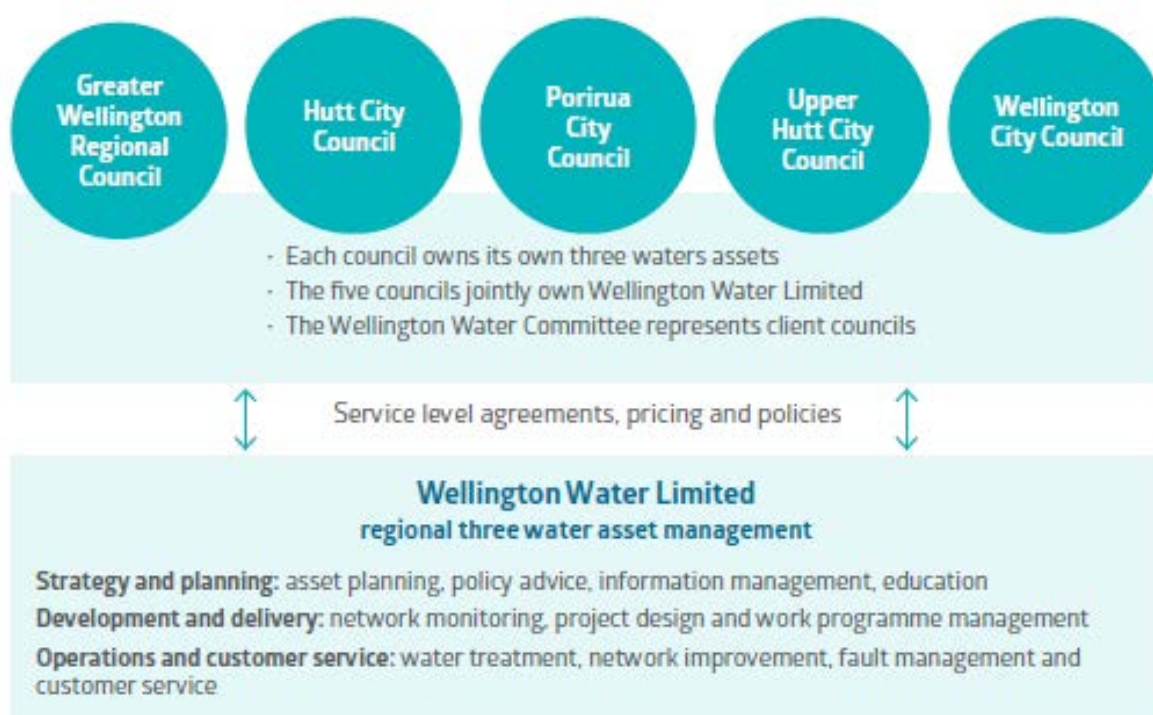 Greater
Wellington
Regional
Council
Hutt City
Council
Porirua
City
Council
Upper
Hutt City
Council
Wellington
City Council
· Each council owns its own three waters assets
· The five councils jointly own Wellington Water Limited
· The Wellington Water Committee represents client councils
Service level agreements, pricing and policies
Wellington Water Limited
regional three water asset management
Strategy and planning: asset planning, policy advice, information management, education
Development and delivery: network monitoring, project design and work programme management
Operations and customer service: water treatment, network improvement, fault management and
customer service